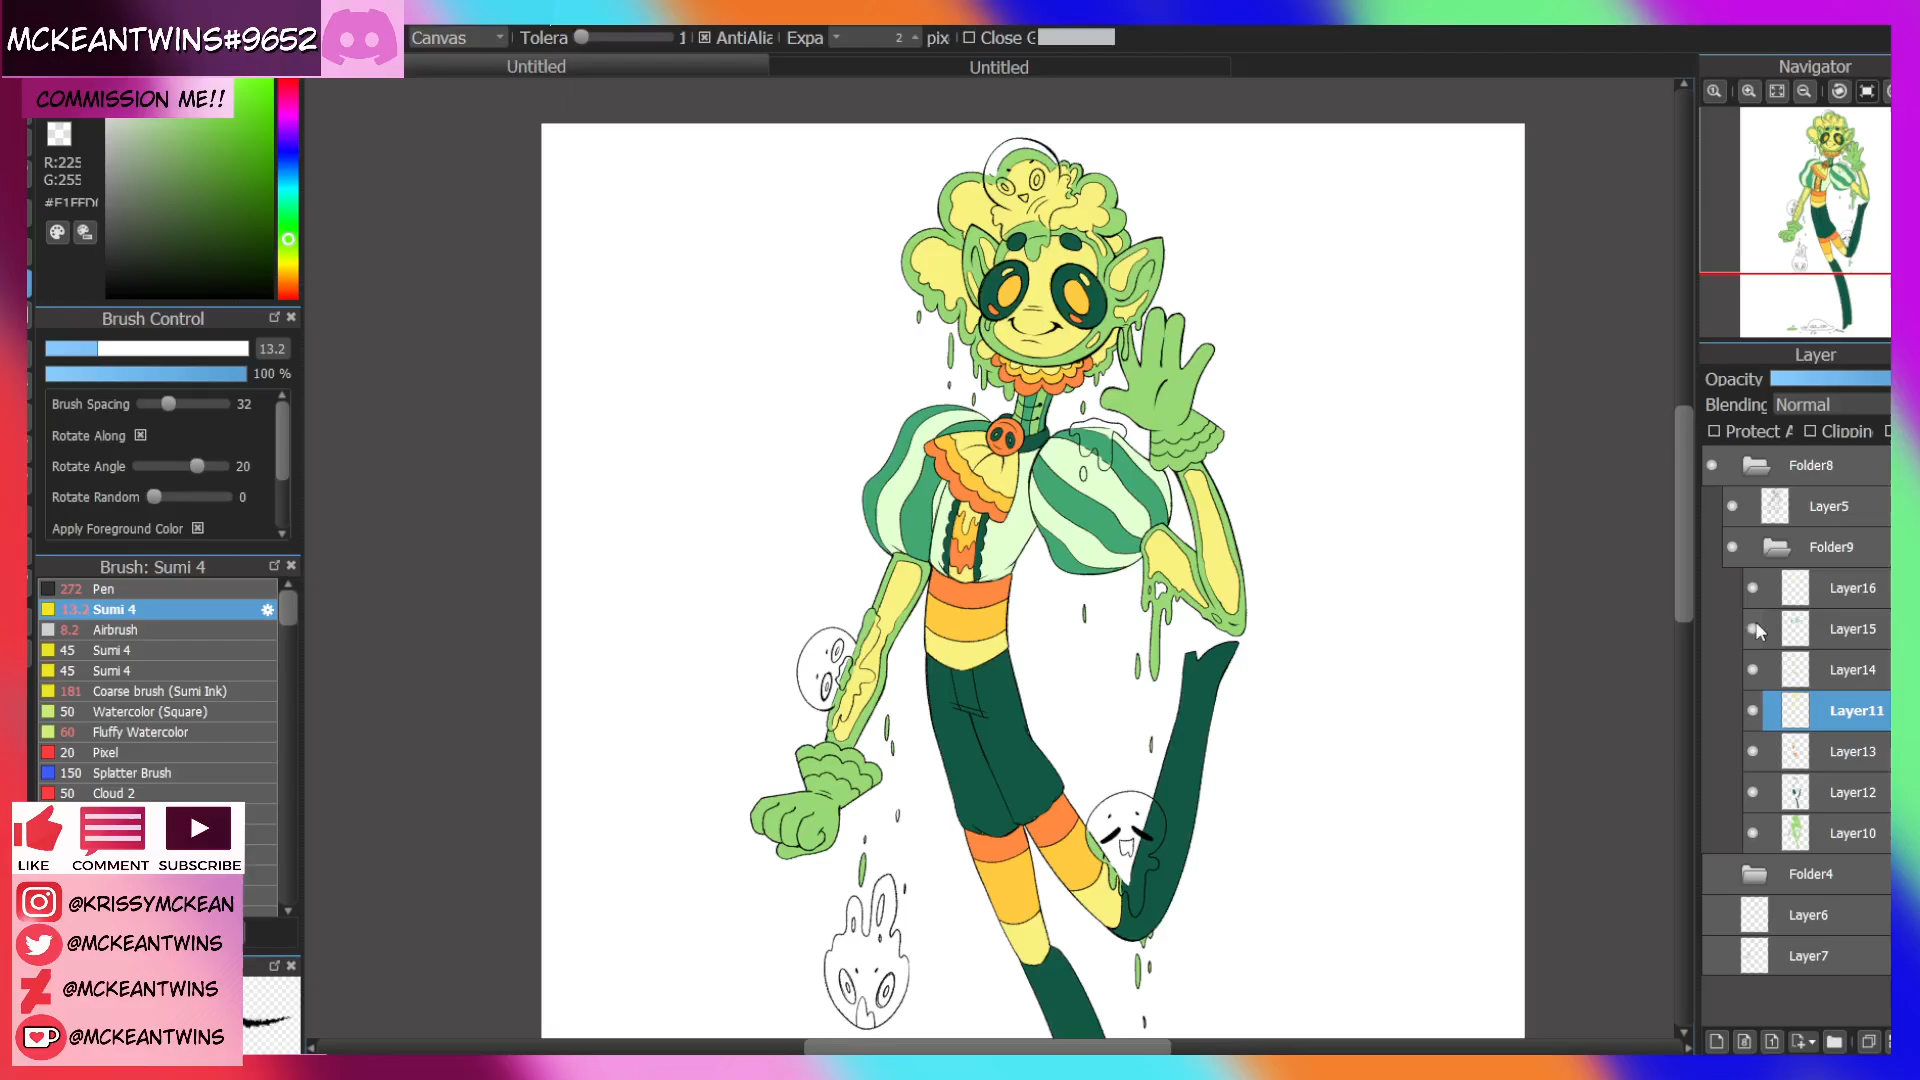 MCKEANTWINS#9652
COMMISSION ME!!
Canvas
Tolera
1
AntiAlia
Expa
2
pix
Close G
Untitled
Untitled
R:225
G:255
Brush Control
13.2
100 %
Brush Spacing 32
Rotate Along
Rotate Angle 20
Rotate Random 0
Apply Foreground Color
Brush: Sumi 4
272 Pen
13.2 Sumi 4
8.2 Airbrush
45 Sumi 4
45 Sumi 4
181 Coarse brush (Sumi Ink)
50 Watercolor (Square)
60 Fluffy Watercolor
20 Pixel
150 Splatter Brush
50 Cloud 2
LIKE COMMENT SUBSCRIBE
@KRISSYMCKEAN
@MCKEANTWINS
@MCKEANTWINS
@MCKEANTWINS
Navigator
Layer
Opacity
Blending Normal
Protect A
Clippin
Folder8
Layer5
Folder9
Layer16
Layer15
Layer14
Layer11
Layer13
Layer12
Layer10
Folder4
Layer6
Layer7